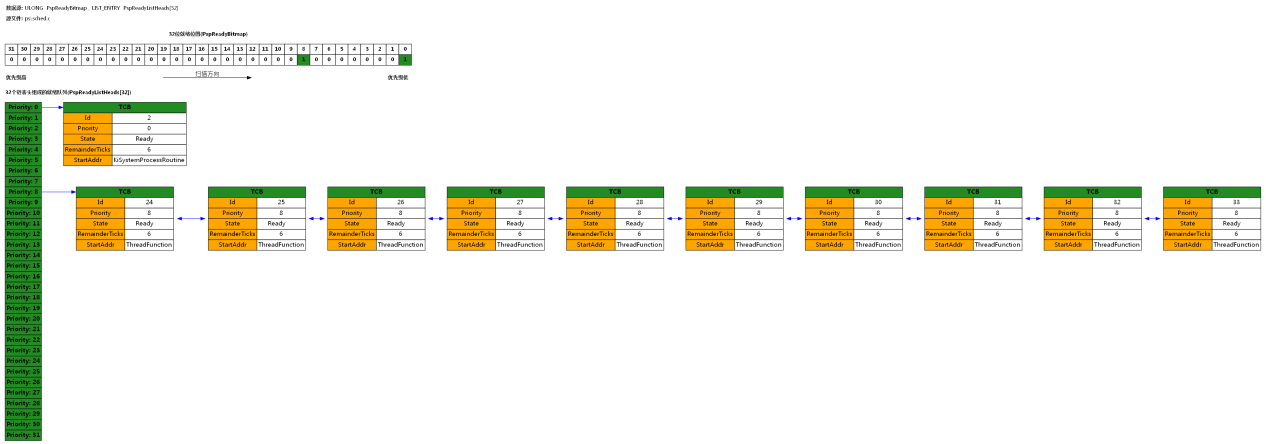 数据源: ULONG PspReadyBitmap, LIST_ENTRY PspReadyListHeads[32]
源文件: ps\sched.c
32位就绪位图(PspReadyBitmap)
31 30 29 28 27 26 25 24 23 22 21 20 19 18 17 16 15 14 13 12 11 10 9 8 7 6 5 4 3 2 1 0
0 0 0 0 0 0 0 0 0 0 0 0 0 0 0 0 0 0 0 0 0 0 0 1 0 0 0 0 0 0 0 1
优先级高 扫描方向 优先级低
32个链表头组成的就绪队列(PspReadyListHeads[32])
Priority: 0 TCB
Priority: 1 Id 2
Priority: 2 Priority 0
Priority: 3 State Ready
Priority: 4 RemainderTicks 6
Priority: 5 StartAddr KiSystemProcessRoutine
Priority: 6
Priority: 7
Priority: 8 TCB TCB TCB TCB TCB TCB TCB TCB TCB TCB
Priority: 9 Id 24 Id 25 Id 26 Id 27 Id 28 Id 29 Id 30 Id 31 Id 32 Id 33
Priority: 10 Priority 8 Priority 8 Priority 8 Priority 8 Priority 8 Priority 8 Priority 8 Priority 8 Priority 8 Priority 8
Priority: 11 State Ready State Ready State Ready State Ready State Ready State Ready State Ready State Ready State Ready State Ready
Priority: 12 RemainderTicks 6 RemainderTicks 6 RemainderTicks 6 RemainderTicks 6 RemainderTicks 6 RemainderTicks 6 RemainderTicks 6 RemainderTicks 6 RemainderTicks 6 RemainderTicks 6
Priority: 13 StartAddr ThreadFunction StartAddr ThreadFunction StartAddr ThreadFunction StartAddr ThreadFunction StartAddr ThreadFunction StartAddr ThreadFunction StartAddr ThreadFunction StartAddr ThreadFunction StartAddr ThreadFunction StartAddr ThreadFunction
Priority: 14
Priority: 15
Priority: 16
Priority: 17
Priority: 18
Priority: 19
Priority: 20
Priority: 21
Priority: 22
Priority: 23
Priority: 24
Priority: 25
Priority: 26
Priority: 27
Priority: 28
Priority: 29
Priority: 30
Priority: 31